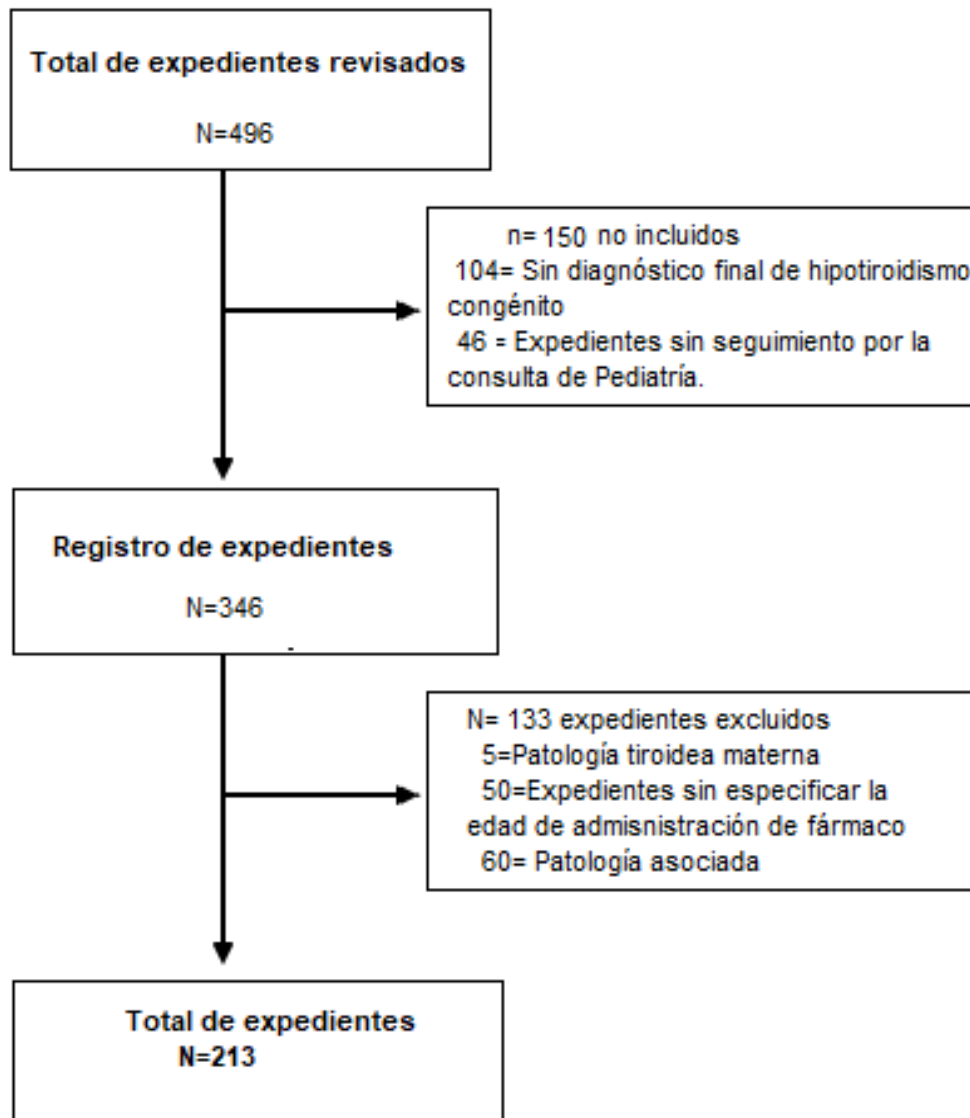 Total de expedientes revisados
N=496
n= 150 no incluidos
104= Sin diagnóstico final de hipotiroidismo
congénito
46 = Expedientes sin seguimiento por la
consulta de Pediatría.
Registro de expedientes
N=346
N= 133 expedientes excluidos
5=Patología tiroidea materna
50=Expedientes sin especificar la
edad de admisnistración de fármaco
60= Patología asociada
Total de expedientes
N=213